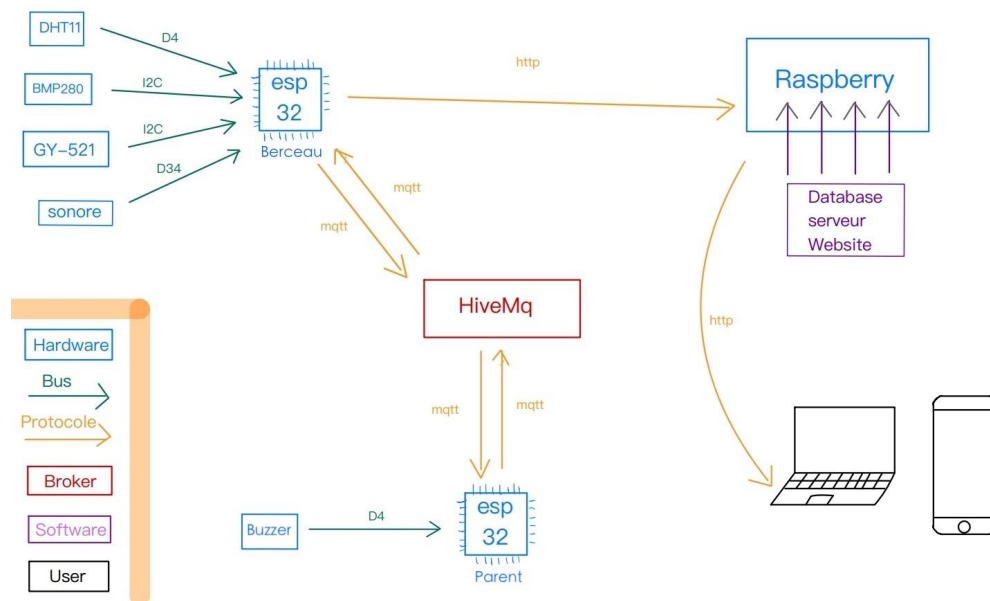 DHT11
D4
BMP280
I2C
GY-521
I2C
sonore
D34
esp
32
Berceau
http
Raspberry
Database
serveur
Website
mqtt
mqtt
HiveMq
http
mqtt
mqtt
Buzzer
D4
esp
32
Parent
Hardware
Bus
Protocole
Broker
Software
User